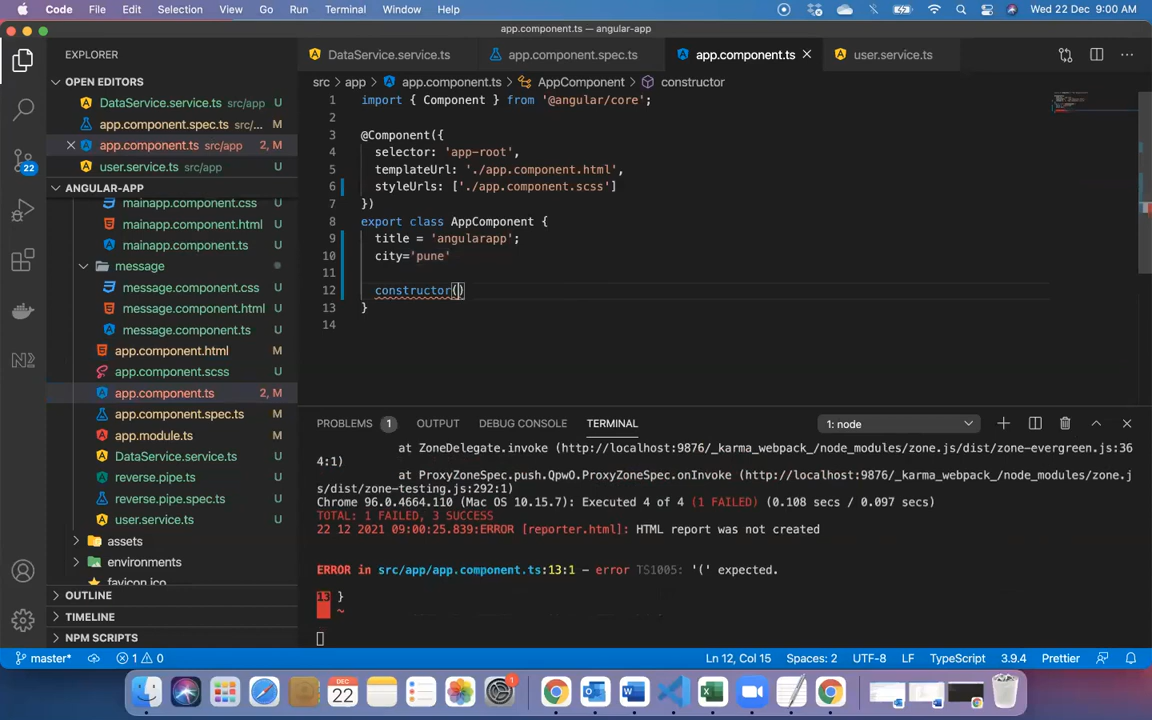 Code File Edit Selection View Go Run Terminal Window Help Wed 22 Dec 9:00 AM
app.component.ts — angular-app
EXPLORER
DataService.service.ts app.component.spec.ts app.component.ts user.service.ts
OPEN EDITORS
DataService.service.ts src/app U
app.component.spec.ts src/... M
app.component.ts src/app 2, M
user.service.ts src/app U
ANGULAR-APP
mainapp.component.css U
mainapp.component.html U
mainapp.component.ts U
message
message.component.css U
message.component.html U
message.component.ts U
app.component.html M
app.component.scss U
app.component.ts 2, M
app.component.spec.ts M
app.module.ts M
DataService.service.ts U
reverse.pipe.ts U
reverse.pipe.spec.ts U
user.service.ts U
assets
environments
favicon.ico
OUTLINE
TIMELINE
NPM SCRIPTS
22
src > app > app.component.ts > AppComponent > constructor
1 import { Component } from '@angular/core';
2
3 @Component({
4 selector: 'app-root',
5 templateUrl: './app.component.html',
6 styleUrls: ['./app.component.scss']
7 })
8 export class AppComponent {
9 title = 'angularapp';
10 city='pune'
11
12 constructor()
13 }
14
PROBLEMS 1 OUTPUT DEBUG CONSOLE TERMINAL 1: node
at ZoneDelegate.invoke (http://localhost:9876/_karma_webpack_/node_modules/zone.js/dist/zone-evergreen.js:36
4:1)
at ProxyZoneSpec.push.QpwO.ProxyZoneSpec.onInvoke (http://localhost:9876/_karma_webpack_/node_modules/zone.j
s/dist/zone-testing.js:292:1)
Chrome 96.0.4664.110 (Mac OS 10.15.7): Executed 4 of 4 (1 FAILED) (0.108 secs / 0.097 secs)
TOTAL: 1 FAILED, 3 SUCCESS
22 12 2021 09:00:25.839:ERROR [reporter.html]: HTML report was not created
ERROR in src/app/app.component.ts:13:1 - error TS1005: '(' expected.
13 }
~
master* 1 0 Ln 12, Col 15 Spaces: 2 UTF-8 LF TypeScript 3.9.4 Prettier
DEC
22
1